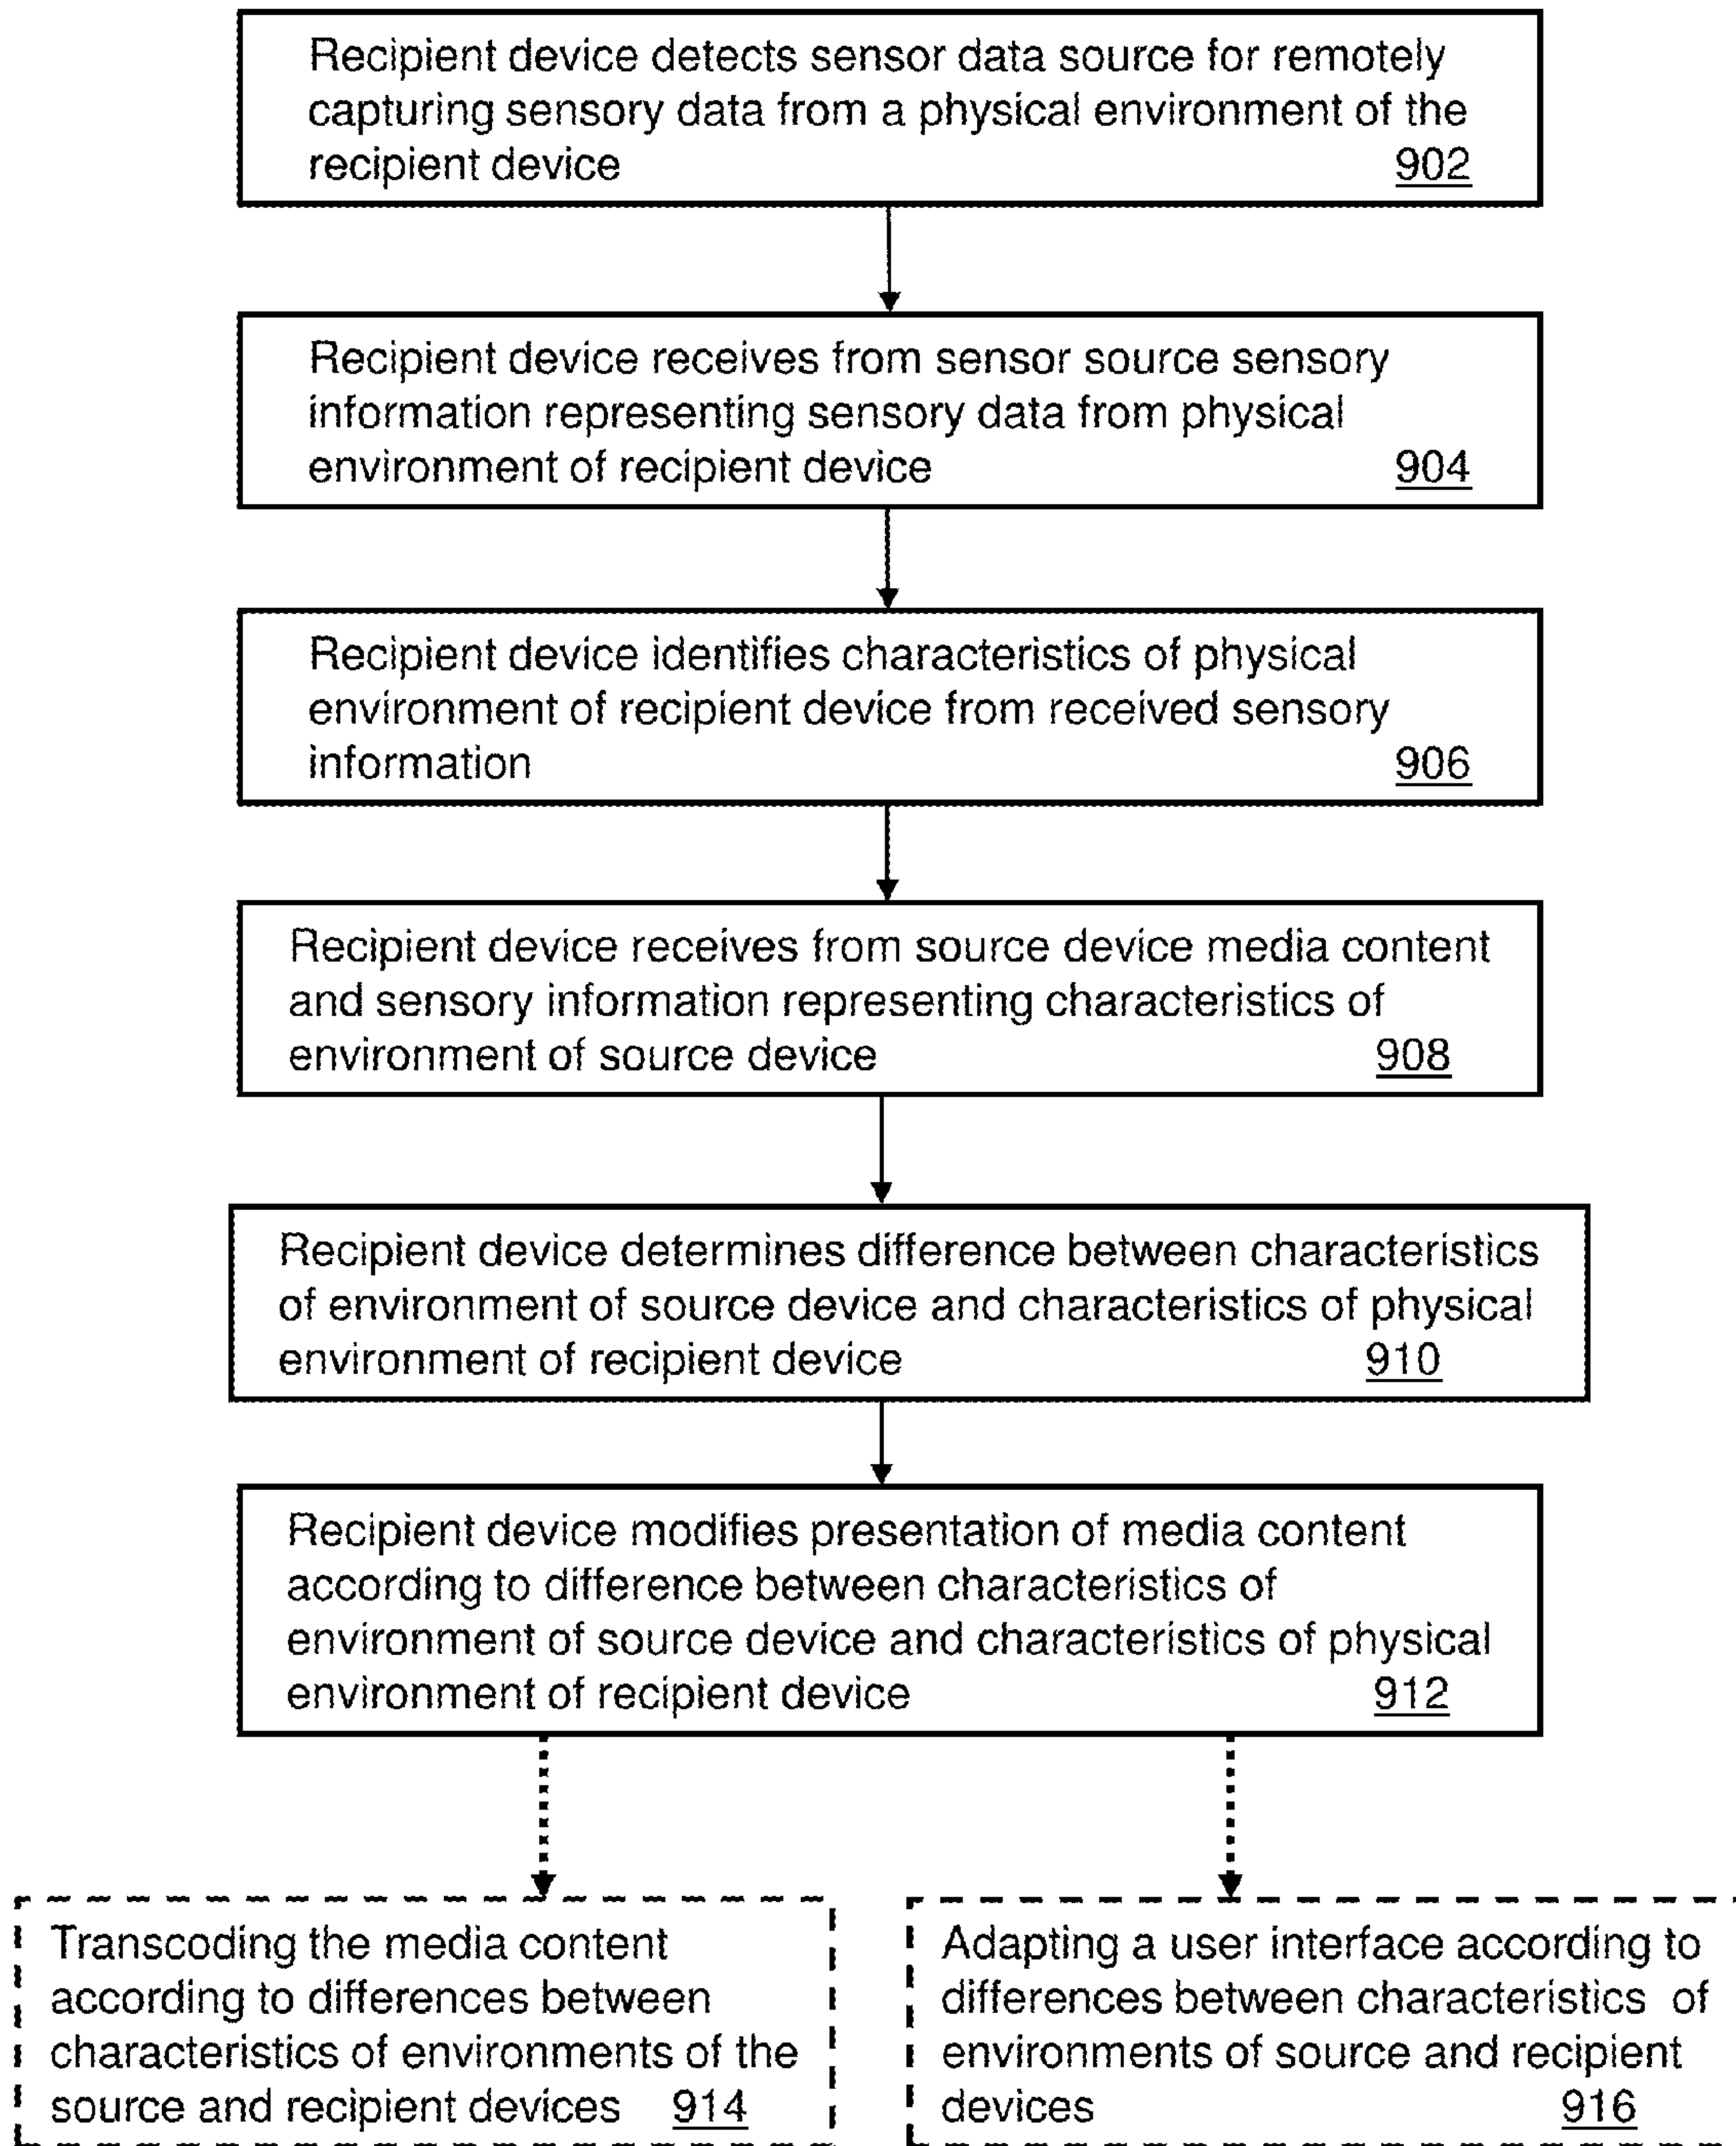 Recipient device detects sensor data source for remotely
capturing sensory data from a physical environment of the
recipient device 902
Recipient device receives from sensor source sensory
information representing sensory data from physical
environment of recipient device 904
Recipient device identifies characteristics of physical
environment of recipient device from received sensory
information 906
Recipient device receives from source device media content
and sensory information representing characteristics of
environment of source device 908
Recipient device determines difference between characteristics
of environment of source device and characteristics of physical
environment of recipient device 910
Recipient device modifies presentation of media content
according to difference between characteristics of
environment of source device and characteristics of physical
environment of recipient device 912
Transcoding the media content
according to differences between
characteristics of environments of the
source and recipient devices 914
Adapting a user interface according to
differences between characteristics of
environments of source and recipient
devices 916